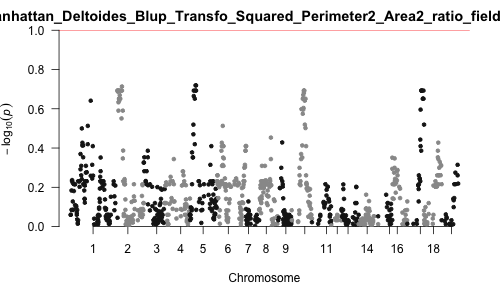 nhattan_Deltoides_Blup_Transfo_Squared_Perimeter2_Area2_ratio_field
1.0
0.8
0.6
0.4
0.2
0.0
− log₁₀(p)
1 2 3 4 5 6 7 8 9 11 14 16 18
Chromosome